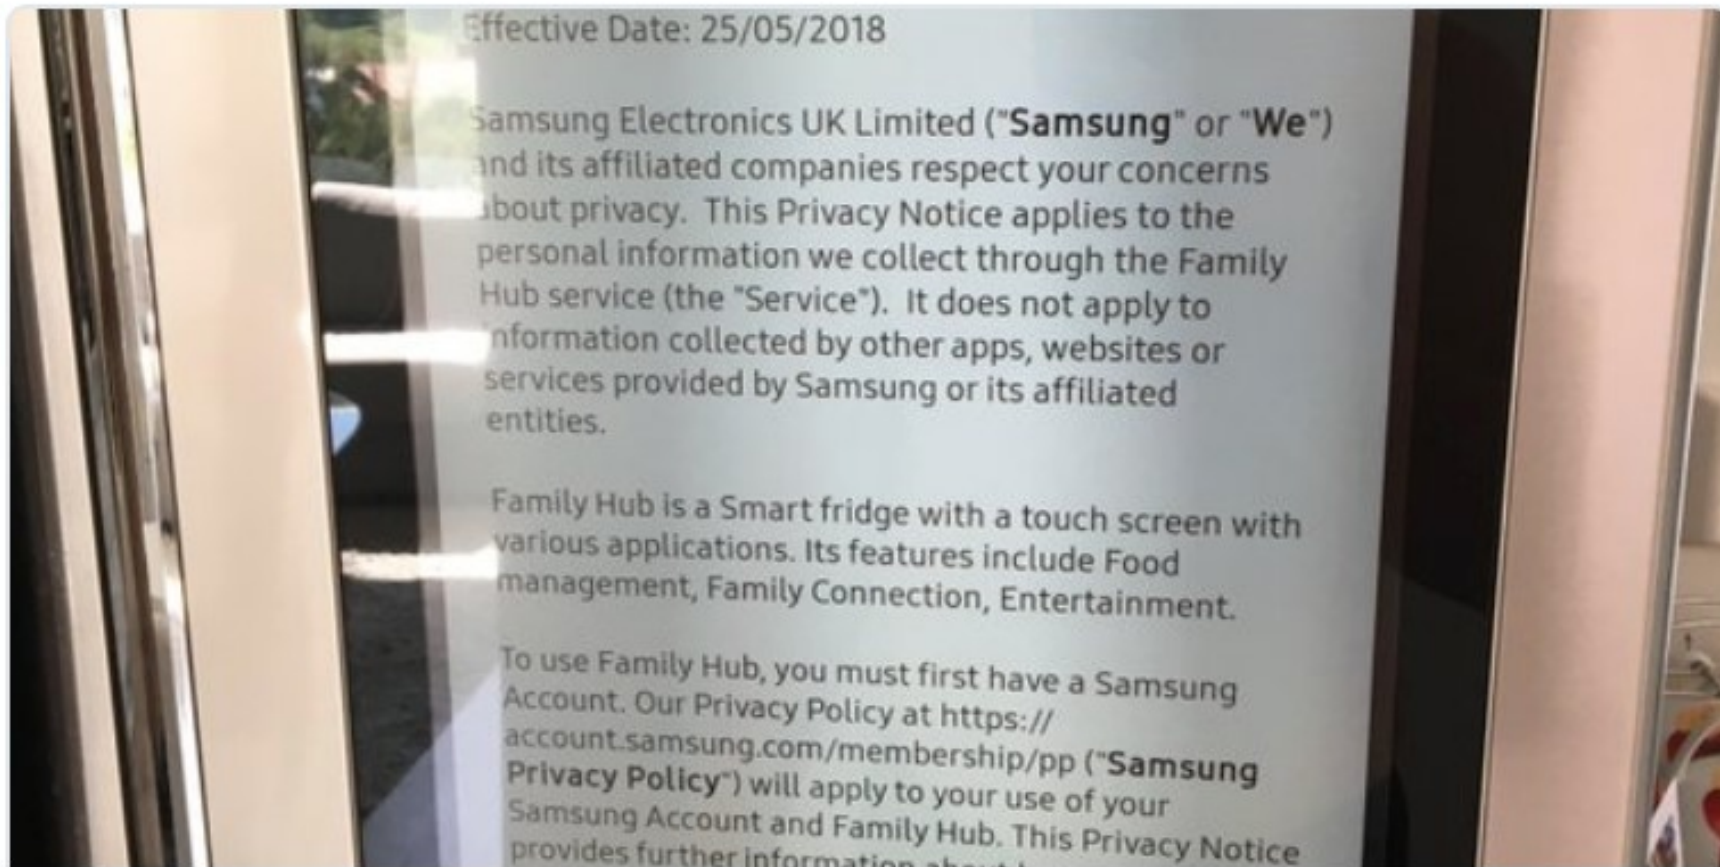 Effective Date: 25/05/2018
Samsung Electronics UK Limited ("Samsung" or "We")
and its affiliated companies respect your concerns
about privacy.  This Privacy Notice applies to the
personal information we collect through the Family
Hub service (the "Service").  It does not apply to
information collected by other apps, websites or
services provided by Samsung or its affiliated
entities.
Family Hub is a Smart fridge with a touch screen with
various applications. Its features include Food
management, Family Connection, Entertainment.
To use Family Hub, you must first have a Samsung
Account. Our Privacy Policy at https://
account.samsung.com/membership/pp ("Samsung
Privacy Policy") will apply to your use of your
Samsung Account and Family Hub. This Privacy Notice
provides further information about